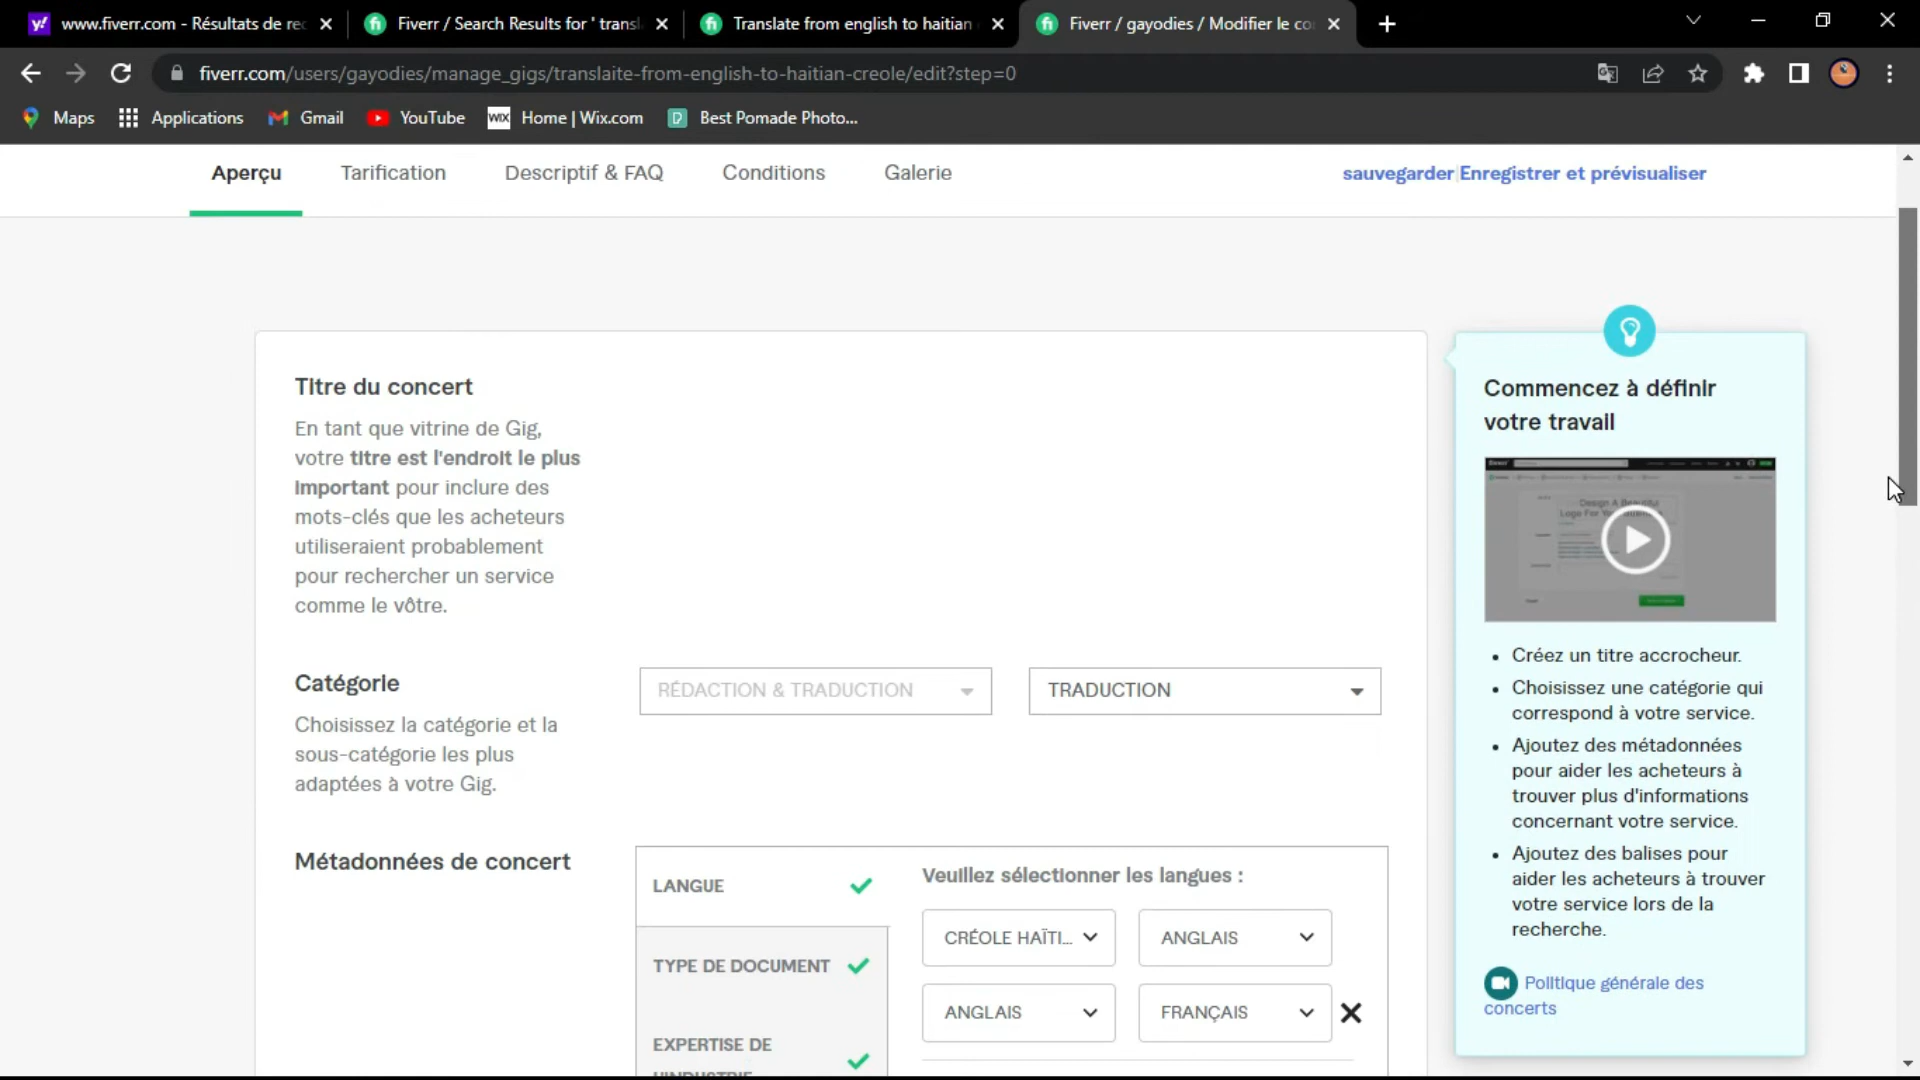 www.fiverr.com - Résultats de rec
Fiverr / Search Results for ' transl
Translate from english to haitian
Fiverr / gayodies / Modifier le co
fiverr.com/users/gayodies/manage_gigs/translaite-from-english-to-haitian-creole/edit?step=0
Maps
Applications
Gmail
YouTube
WIX
Home | Wix.com
Best Pomade Photo...
Aperçu
Tarification
Descriptif & FAQ
Conditions
Galerie
sauvegarder Enregistrer et prévisualiser
Titre du concert
En tant que vitrine de Gig,
votre titre est l'endroit le plus
important pour inclure des
mots-clés que les acheteurs
utiliseraient probablement
pour rechercher un service
comme le vôtre.
Catégorie
Choisissez la catégorie et la
sous-catégorie les plus
adaptées à votre Gig.
RÉDACTION & TRADUCTION
TRADUCTION
Métadonnées de concert
LANGUE
TYPE DE DOCUMENT
EXPERTISE DE
Veuillez sélectionner les langues :
CRÉOLE HAÏTI...
ANGLAIS
ANGLAIS
FRANÇAIS
Commencez à définir
votre travail
Créez un titre accrocheur.
Choisissez une catégorie qui
correspond à votre service.
Ajoutez des métadonnées
pour aider les acheteurs à
trouver plus d'informations
concernant votre service.
Ajoutez des balises pour
aider les acheteurs à trouver
votre service lors de la
recherche.
Politique générale des
concerts